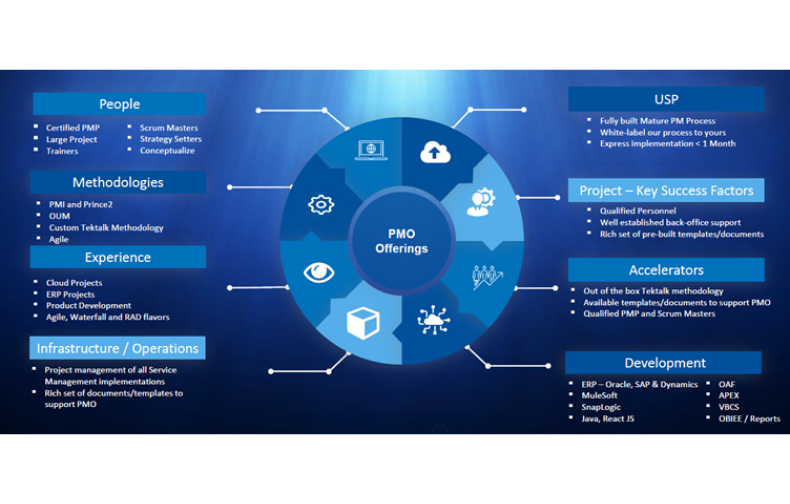 People
Certified PMP
Large Project
Trainers
Scrum Masters
Strategy Setters
Conceptualize
Methodologies
PMI and Prince2
OUM
Custom Tektalk Methodology
Agile
Experience
Cloud Projects
ERP Projects
Product Development
Agile, Waterfall and RAD flavors
Infrastructure / Operations
Project management of all Service
Management implementations
Rich set of documents/templates to
support PMO
PMO
Offerings
USP
Fully built Mature PM Process
White-label our process to yours
Express implementation < 1 Month
Project – Key Success Factors
Qualified Personnel
Well established back-office support
Rich set of pre-built templates/documents
Accelerators
Out of the box Tektalk methodology
Available templates/documents to support PMO
Qualified PMP and Scrum Masters
Development
ERP – Oracle, SAP & Dynamics
MuleSoft
SnapLogic
Java, React JS
OAF
APEX
VBCS
OBIEE / Reports